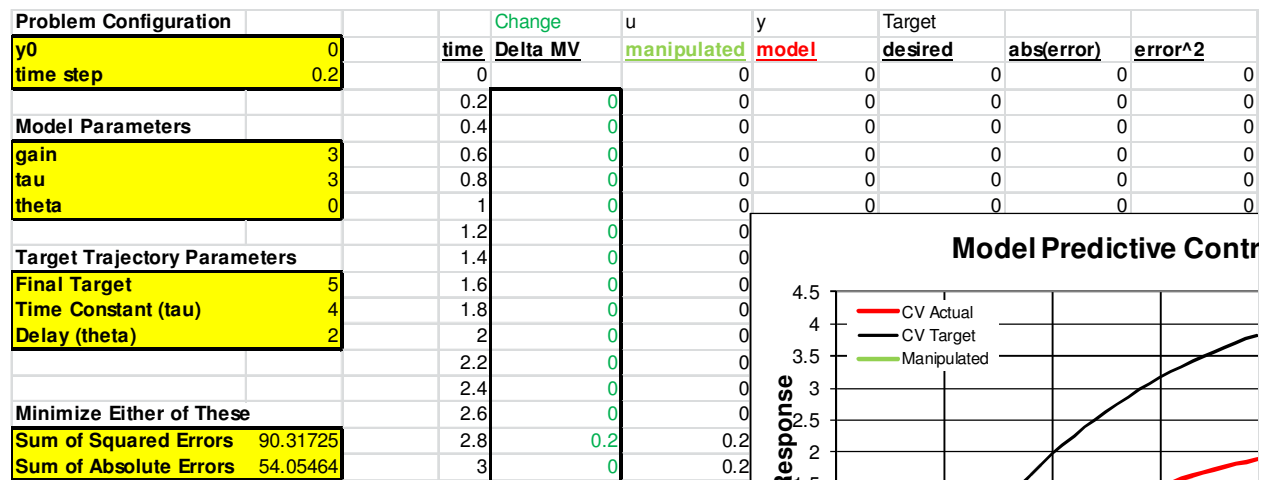 Problem Configuration Change u y Target
y0 0 time Delta MV manipulated model desired abs(error) error^2
time step 0.2 0 0 0 0 0 0
0.2 0 0 0 0 0 0
Model Parameters 0.4 0 0 0 0 0 0
gain 3 0.6 0 0 0 0 0 0
tau 3 0.8 0 0 0 0 0 0
theta 0 1 0 0 0 0 0 0
1.2 0 0
Target Trajectory Parameters 1.4 0 0 Model Predictive Contr
Final Target 5 1.6 0 0 4.5
Time Constant (tau) 4 1.8 0 0 CV Actual
Delay (theta) 2 2 0 0 4 CV Target
2.2 0 0 3.5 Manipulated
2.4 0 0 3
Minimize Either of These 2.6 0 0 2.5
Sum of Squared Errors 90.31725 2.8 0.2 0.2 2
Sum of Absolute Errors 54.05464 3 0 0.2
Response